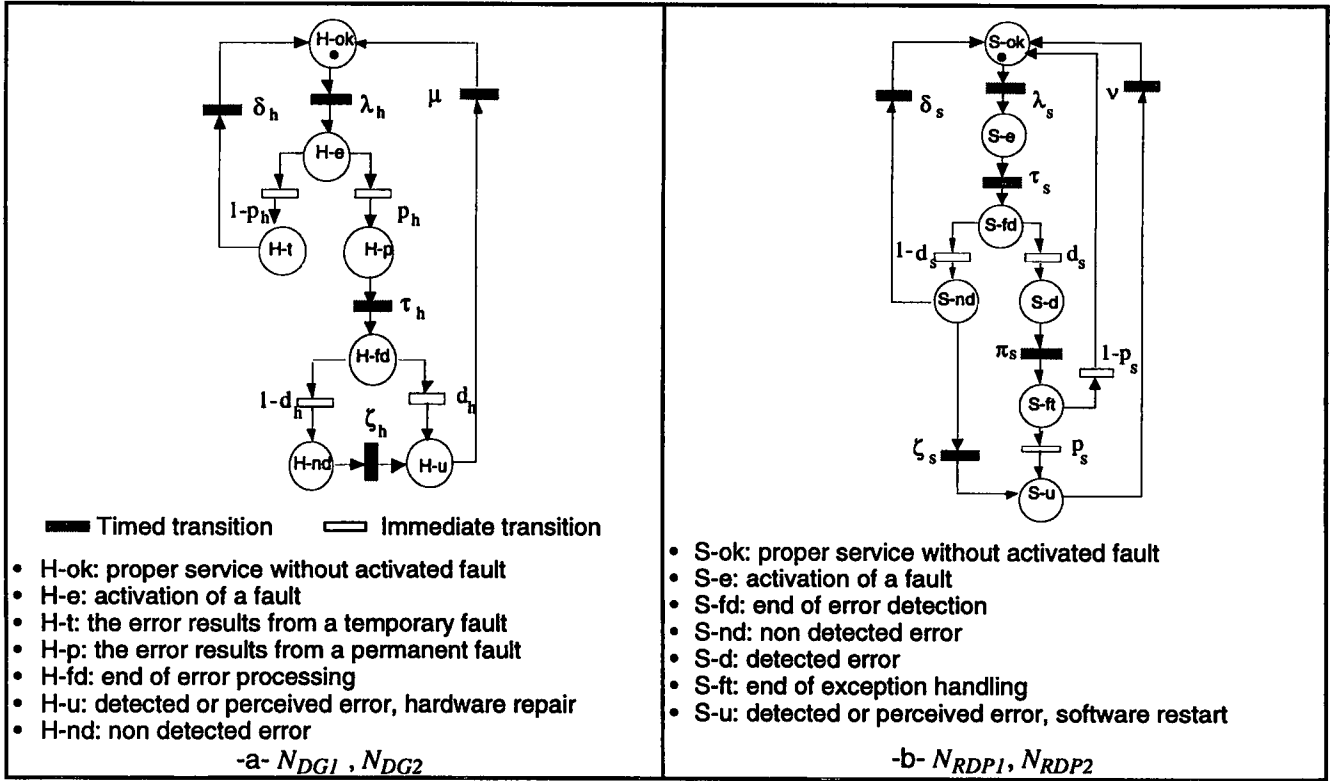 H-ok
δh
λh
μ
H-e
1-ph
ph
H-t
H-p
τh
H-fd
1-dh
dh
ζh
H-nd
H-u
Timed transition
Immediate transition
• H-ok: proper service without activated fault
• H-e: activation of a fault
• H-t: the error results from a temporary fault
• H-p: the error results from a permanent fault
• H-fd: end of error processing
• H-u: detected or perceived error, hardware repair
• H-nd: non detected error
-a- NDG1 , NDG2
S-ok
δs
λs
ν
S-e
τs
S-fd
1-ds
ds
S-nd
S-d
πs
1-ps
S-ft
ζs
ps
S-u
• S-ok: proper service without activated fault
• S-e: activation of a fault
• S-fd: end of error detection
• S-nd: non detected error
• S-d: detected error
• S-ft: end of exception handling
• S-u: detected or perceived error, software restart
-b- NRDP1, NRDP2